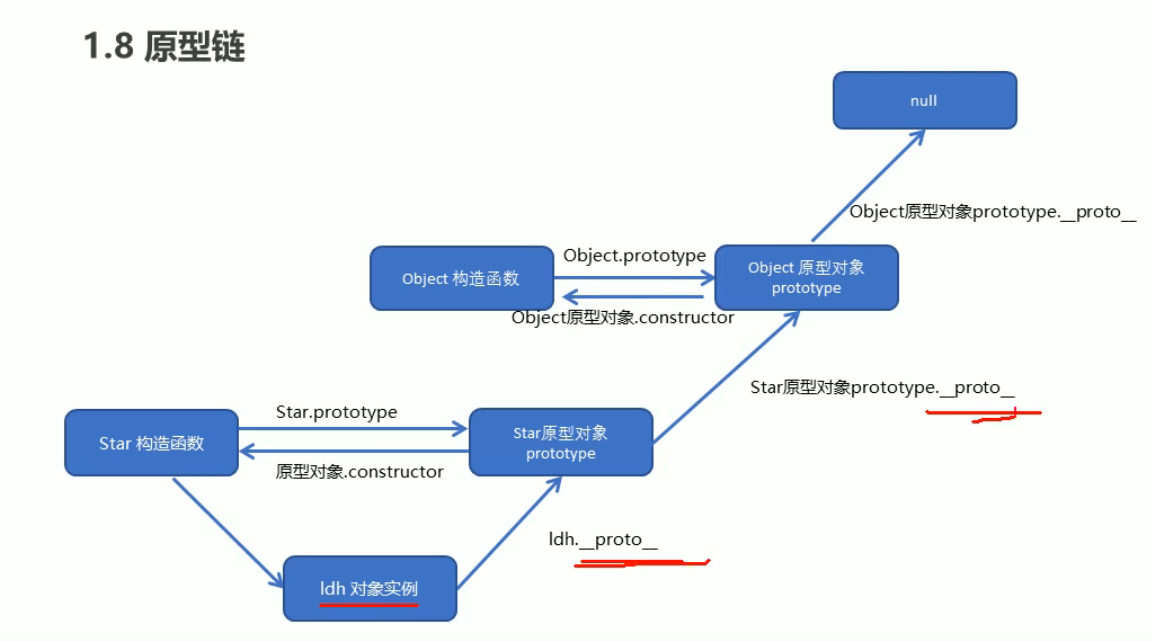 1.8 原型链
null
Object原型对象prototype.__proto__
Object 构造函数
Object.prototype
Object 原型对象
prototype
Object原型对象.constructor
Star原型对象prototype.__proto__
Star 构造函数
Star.prototype
Star原型对象
prototype
原型对象.constructor
ldh.__proto__
ldh 对象实例